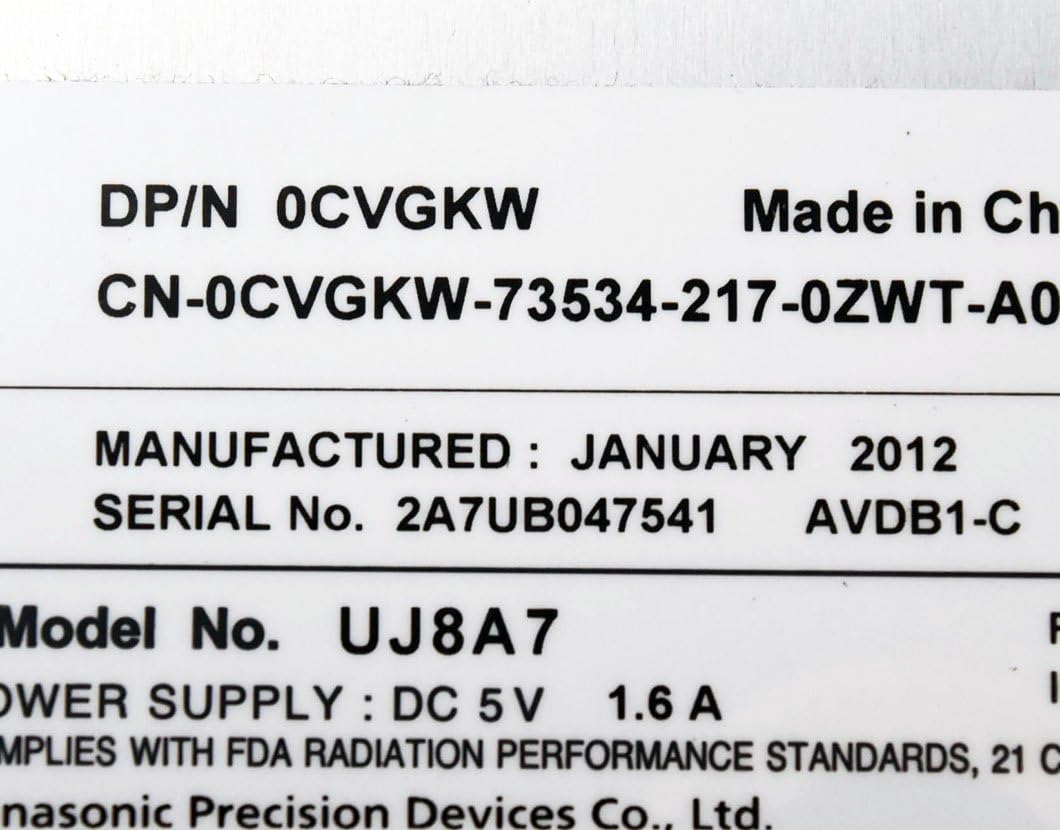 DP/N 0CVGKW Made in Ch
CN-0CVGKW-73534-217-0ZWT-A0
MANUFACTURED : JANUARY 2012
SERIAL No. 2A7UB047541 AVDB1-C
Model No. UJ8A7
OWER SUPPLY : DC 5V 1.6 A
MPLIES WITH FDA RADIATION PERFORMANCE STANDARDS, 21 C
nasonic Precision Devices Co., Ltd.